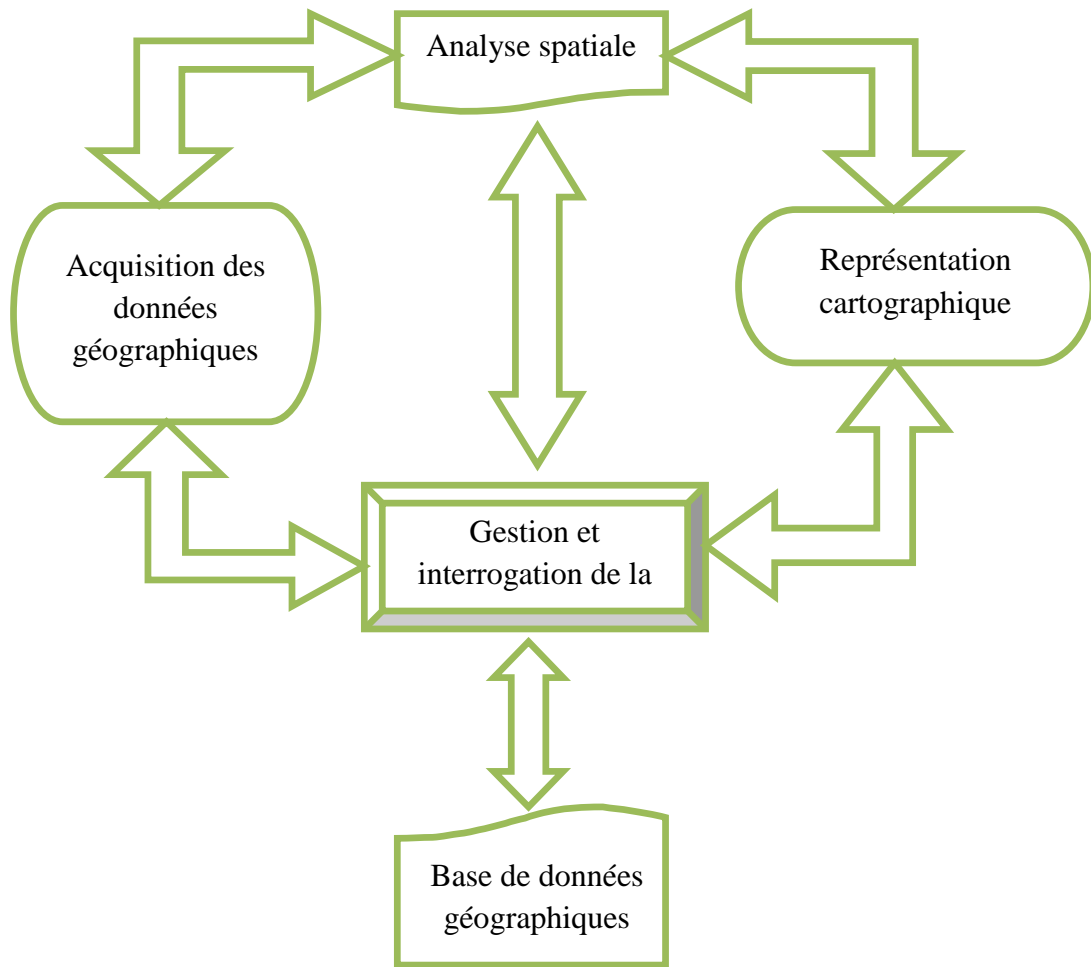 Analyse spatiale
Acquisition des
données
géographiques
Représentation
cartographique
Gestion et
interrogation de la
Base de données
géographiques